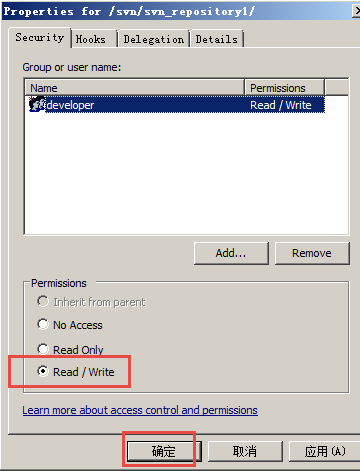 Properties for /svn/svn_repository1/
Security Hooks Delegation Details
Group or user name:
Name Permissions
developer Read / Write
Add... Remove
Permissions
Inherit from parent
No Access
Read Only
Read / Write
Learn more about access control and permissions
确定 取消 应用(A)